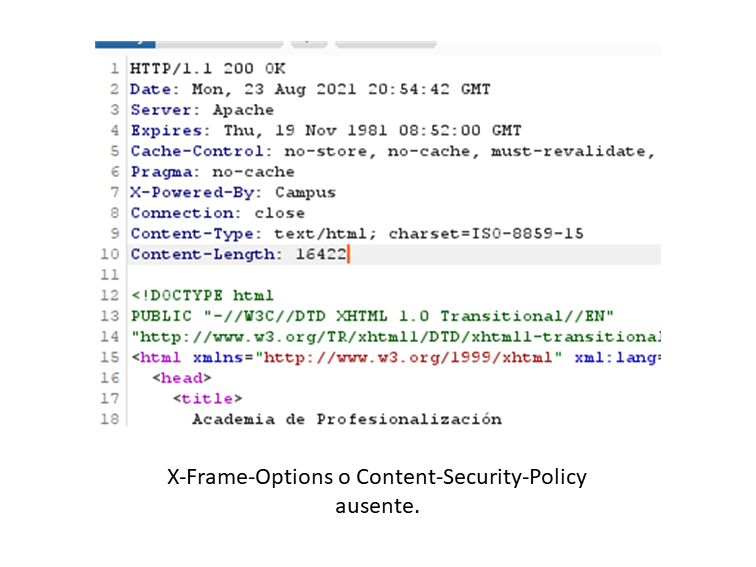 1 HTTP/1.1 200 OK
2 Date: Mon, 23 Aug 2021 20:54:42 GMT
3 Server: Apache
4 Expires: Thu, 19 Nov 1981 08:52:00 GMT
5 Cache-Control: no-store, no-cache, must-revalidate,
6 Pragma: no-cache
7 X-Powered-By: Campus
8 Connection: close
9 Content-Type: text/html; charset=ISO-8859-15
10 Content-Length: 16422
11
12 <!DOCTYPE html
13 PUBLIC "-//W3C//DTD XHTML 1.0 Transitional//EN"
14 "http://www.w3.org/TR/xhtml1/DTD/xhtml1-transitional
15 <html xmlns="http://www.w3.org/1999/xhtml" xml:lang=
16 <head>
17 <title>
18 Academia de Profesionalización
X-Frame-Options o Content-Security-Policy
ausente.